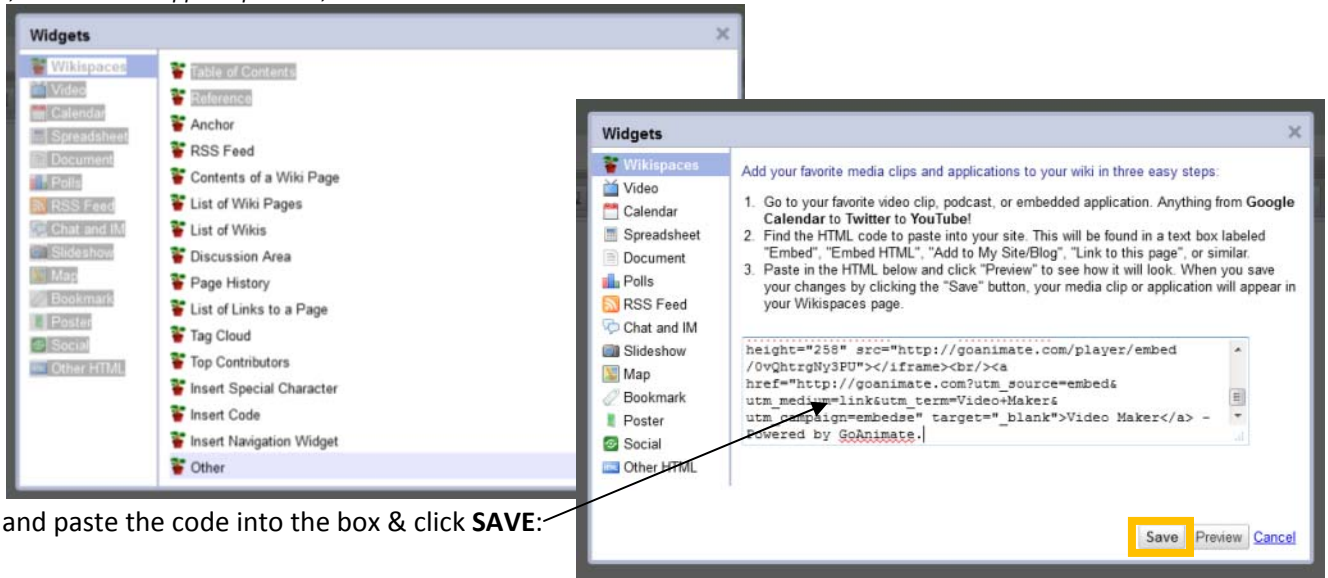 Widgets
Wikispaces
Video
Calendar
Spreadsheet
Document
Polls
RSS Feed
Chat and IM
Slideshow
Map
Bookmark
Poster
Social
Other HTML
Table of Contents
Reference
Anchor
RSS Feed
Contents of a Wiki Page
List of Wiki Pages
List of Wikis
Discussion Area
Page History
List of Links to a Page
Tag Cloud
Top Contributors
Insert Special Character
Insert Code
Insert Navigation Widget
Other
and paste the code into the box & click SAVE:
Widgets
Wikispaces
Video
Calendar
Spreadsheet
Document
Polls
RSS Feed
Chat and IM
Slideshow
Map
Bookmark
Poster
Social
Other HTML
Add your favorite media clips and applications to your wiki in three easy steps:
1. Go to your favorite video clip, podcast, or embedded application. Anything from Google
Calendar to Twitter to YouTube!
2. Find the HTML code to paste into your site. This will be found in a text box labeled
"Embed", "Embed HTML", "Add to My Site/Blog", "Link to this page", or similar.
3. Paste in the HTML below and click "Preview" to see how it will look. When you save
your changes by clicking the "Save" button, your media clip or application will appear in
your Wikispaces page.
height="258" src="http://goanimate.com/player/embed
/0vQhtrgNy3PU"></iframe><br/><a
href="http://goanimate.com?utm_source=embed&
utm_medium=link&utm_term=Video+Maker&
utm_campaign=embedse" target="_blank">Video Maker</a> -
Powered by GoAnimate.
Save Preview Cancel